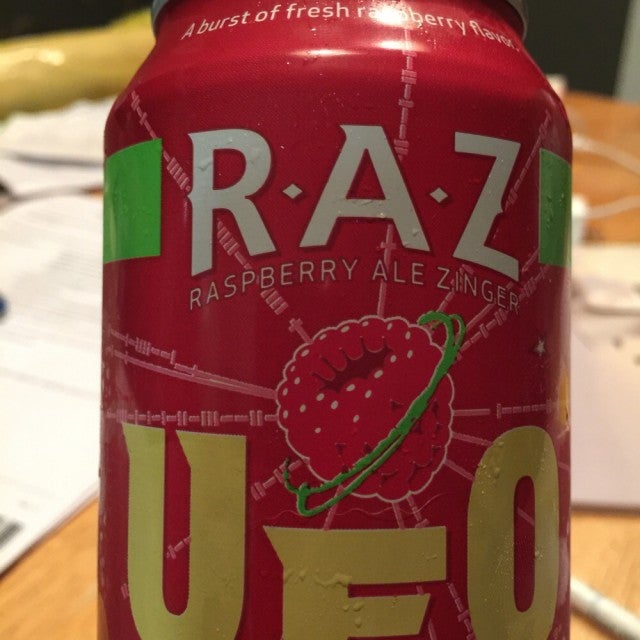 A burst of fresh raspberry flavor
R·A·Z
RASPBERRY ALE ZINGER
UFO